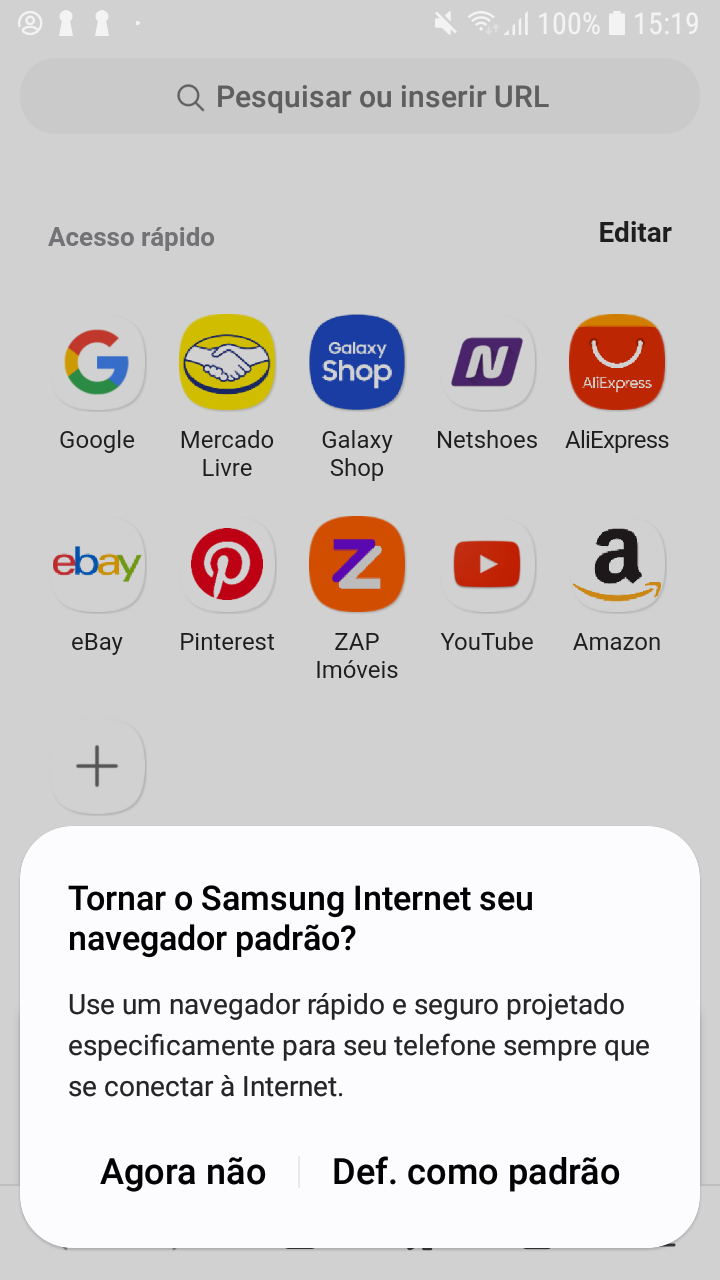 100% 15:19
Pesquisar ou inserir URL
Acesso rápido Editar
Galaxy
Shop
N
AliExpress
Google Mercado Livre Galaxy Shop Netshoes AliExpress
ebay
Z
a
eBay Pinterest ZAP Imóveis YouTube Amazon
Tornar o Samsung Internet seu
navegador padrão?
Use um navegador rápido e seguro projetado
especificamente para seu telefone sempre que
se conectar à Internet.
Agora não Def. como padrão